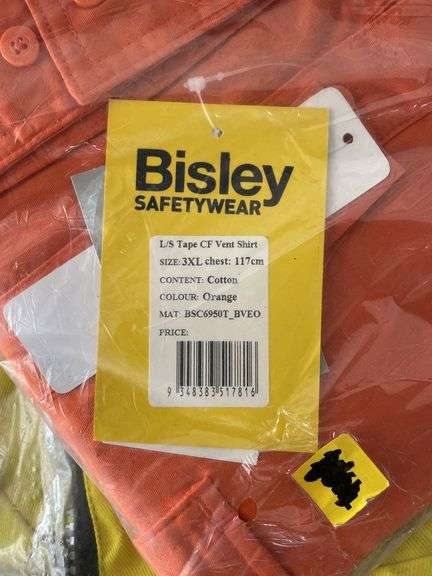 Bisley
SAFETYWEAR
L/S Tape CF Vent Shirt
SIZE: 3XL chest: 117cm
CONTENT: Cotton
COLOUR: Orange
MAT: BSC6950T_BVEO
PRICE:
9 348383 517816